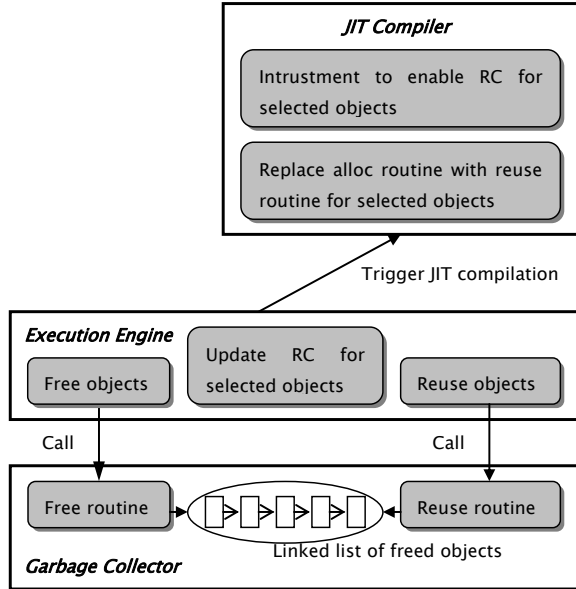 JIT Compiler
Intrustment to enable RC for
selected objects
Replace alloc routine with reuse
routine for selected objects
Trigger JIT compilation
Execution Engine
Update RC for
selected objects
Free objects
Reuse objects
Call
Call
Free routine
Reuse routine
Linked list of freed objects
Garbage Collector